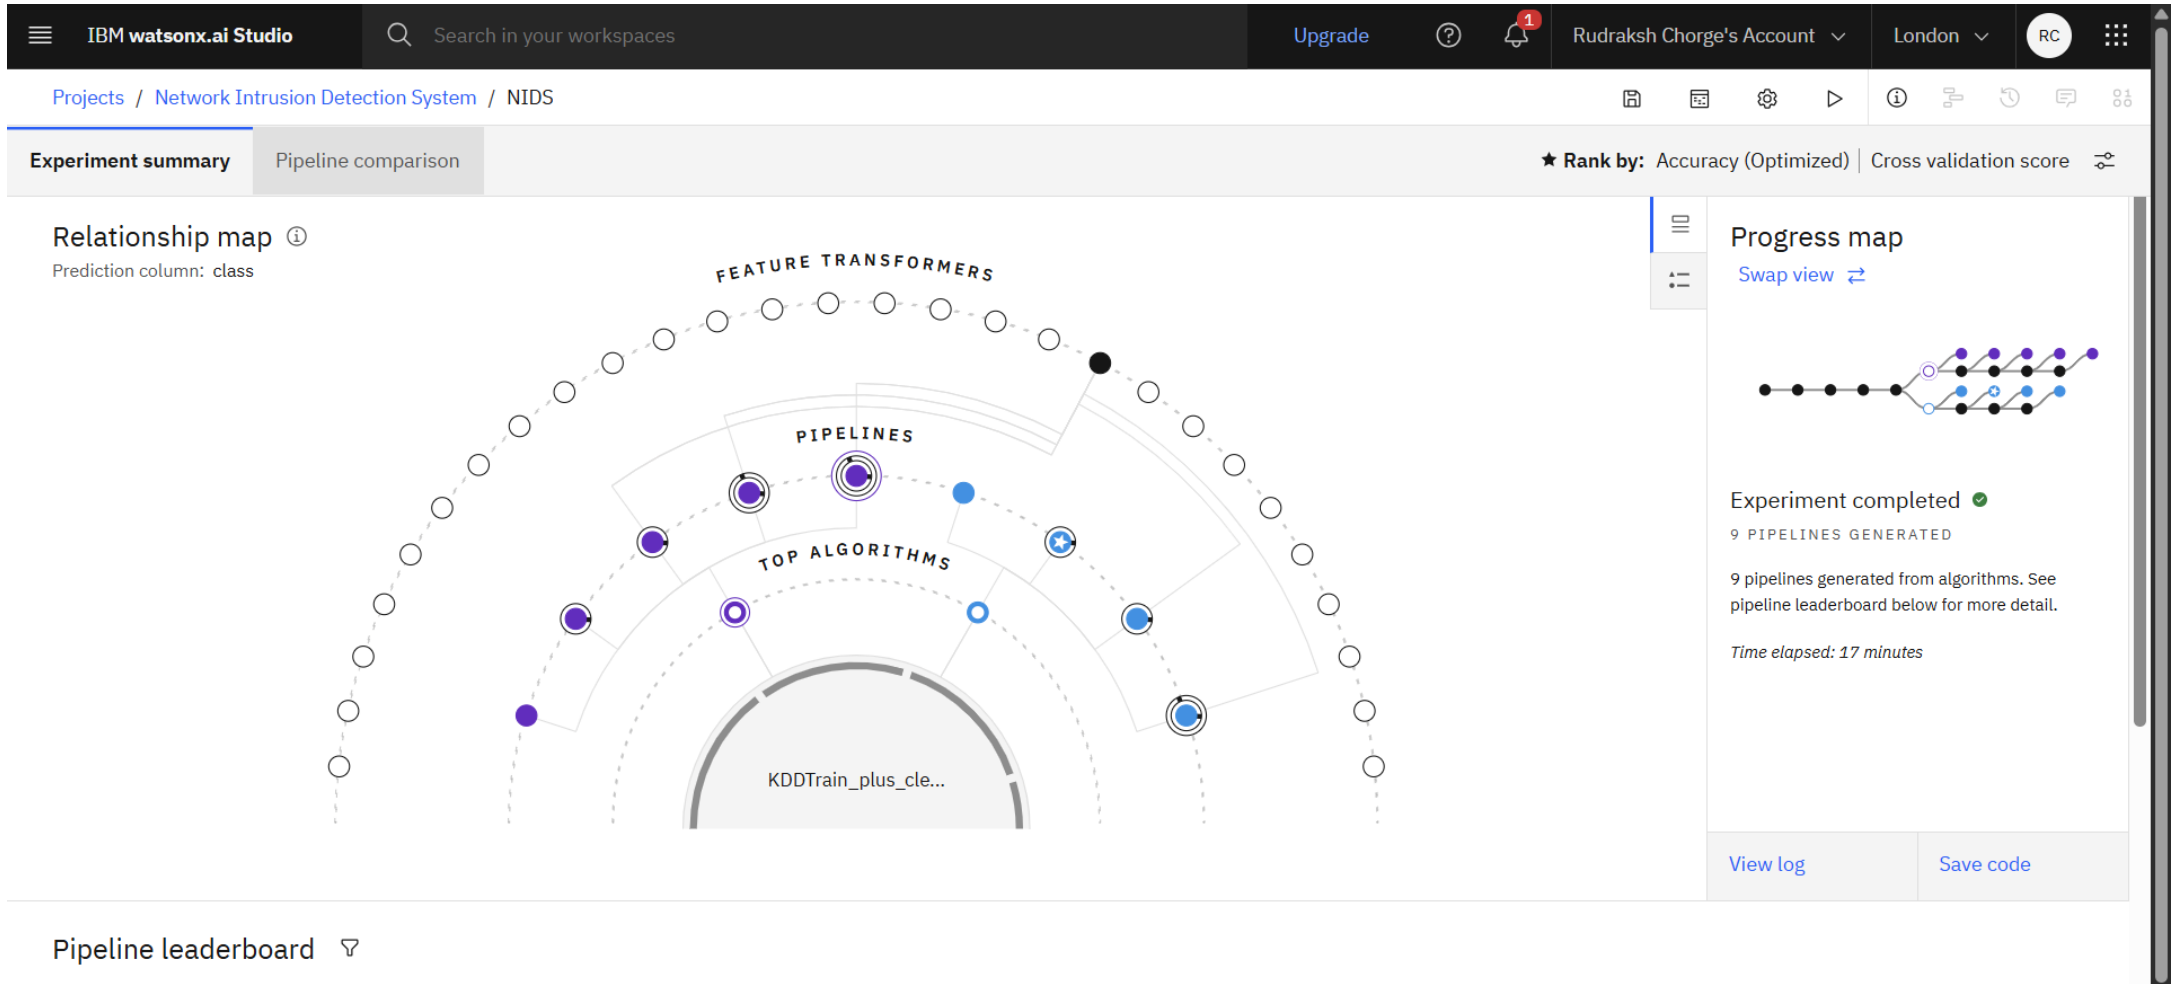 IBM watsonx.ai Studio
Search in your workspaces
Upgrade
1
Rudraksh Chorge's Account
London
RC
Projects / Network Intrusion Detection System / NIDS
Experiment summary
Pipeline comparison
Rank by: Accuracy (Optimized) | Cross validation score
Relationship map
Prediction column: class
FEATURE TRANSFORMERS
PIPELINES
TOP ALGORITHMS
KDDTrain_plus_cle...
Progress map
Swap view
Experiment completed
9 PIPELINES GENERATED
9 pipelines generated from algorithms. See
pipeline leaderboard below for more detail.
Time elapsed: 17 minutes
View log
Save code
Pipeline leaderboard